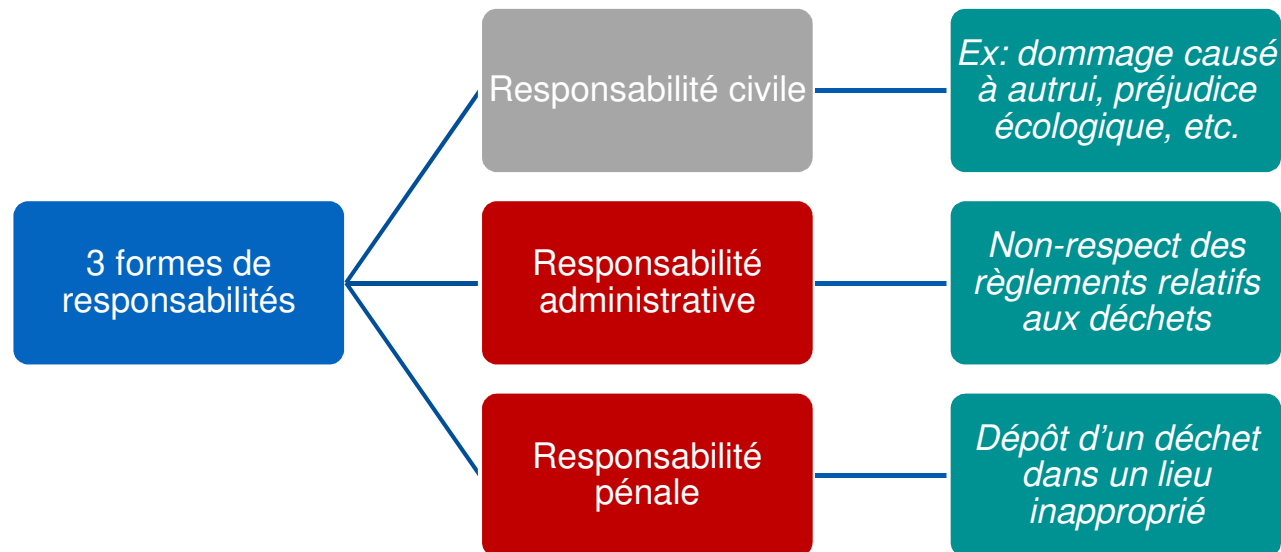 3 formes de
responsabilités
Responsabilité civile
Ex: dommage causé
à autrui, préjudice
écologique, etc.
Responsabilité
administrative
Non-respect des
règlements relatifs
aux déchets
Responsabilité
pénale
Dépôt d’un déchet
dans un lieu
inapproprié